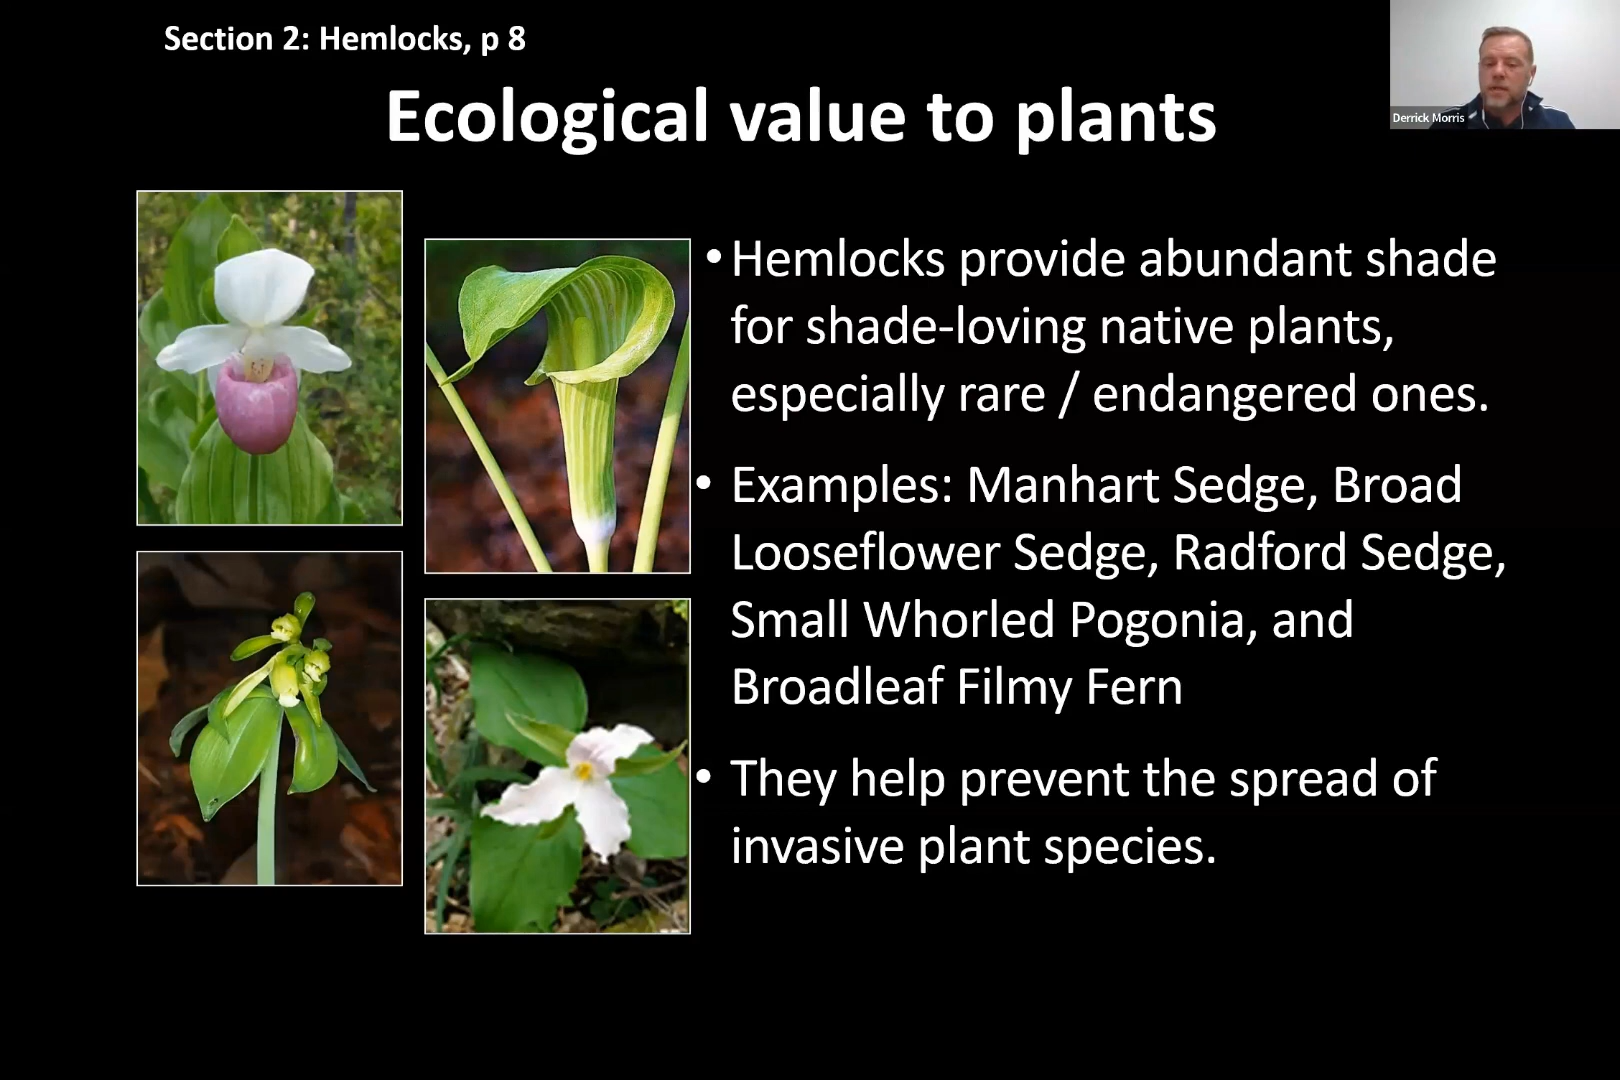 Section 2: Hemlocks, p 8
Ecological value to plants
Derrick Morris
• Hemlocks provide abundant shade
for shade-loving native plants,
especially rare / endangered ones.
• Examples: Manhart Sedge, Broad
Looseflower Sedge, Radford Sedge,
Small Whorled Pogonia, and
Broadleaf Filmy Fern
• They help prevent the spread of
invasive plant species.